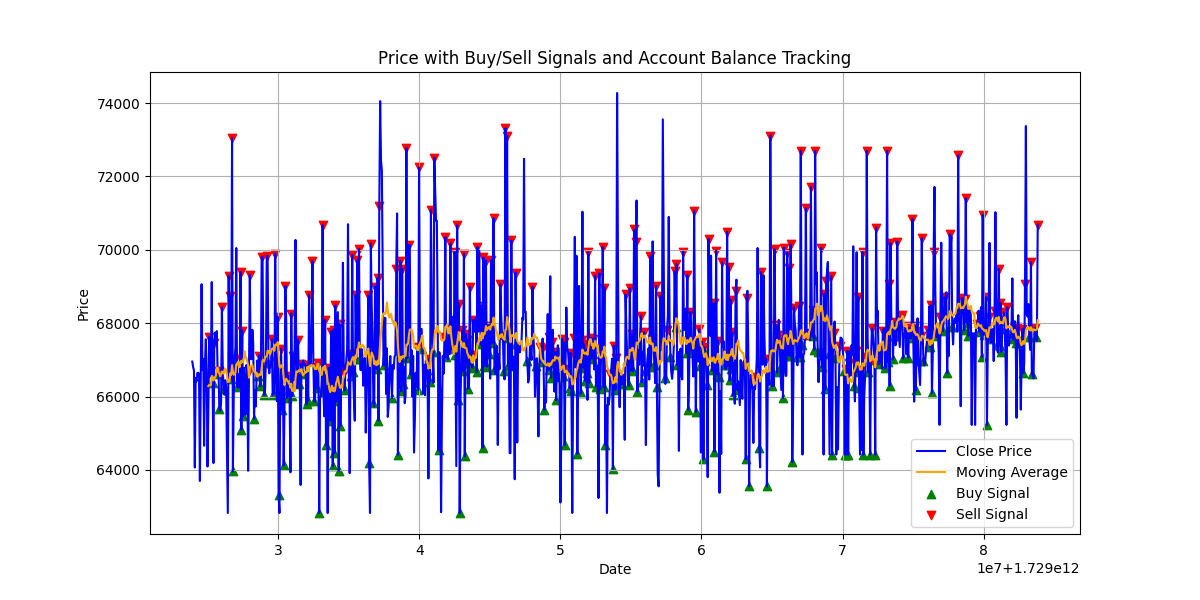 Price with Buy/Sell Signals and Account Balance Tracking
74000
72000
70000
68000
66000
64000
Price
3 4 5 6 7 8
Date
1e7+1.729e12
Close Price
Moving Average
Buy Signal
Sell Signal